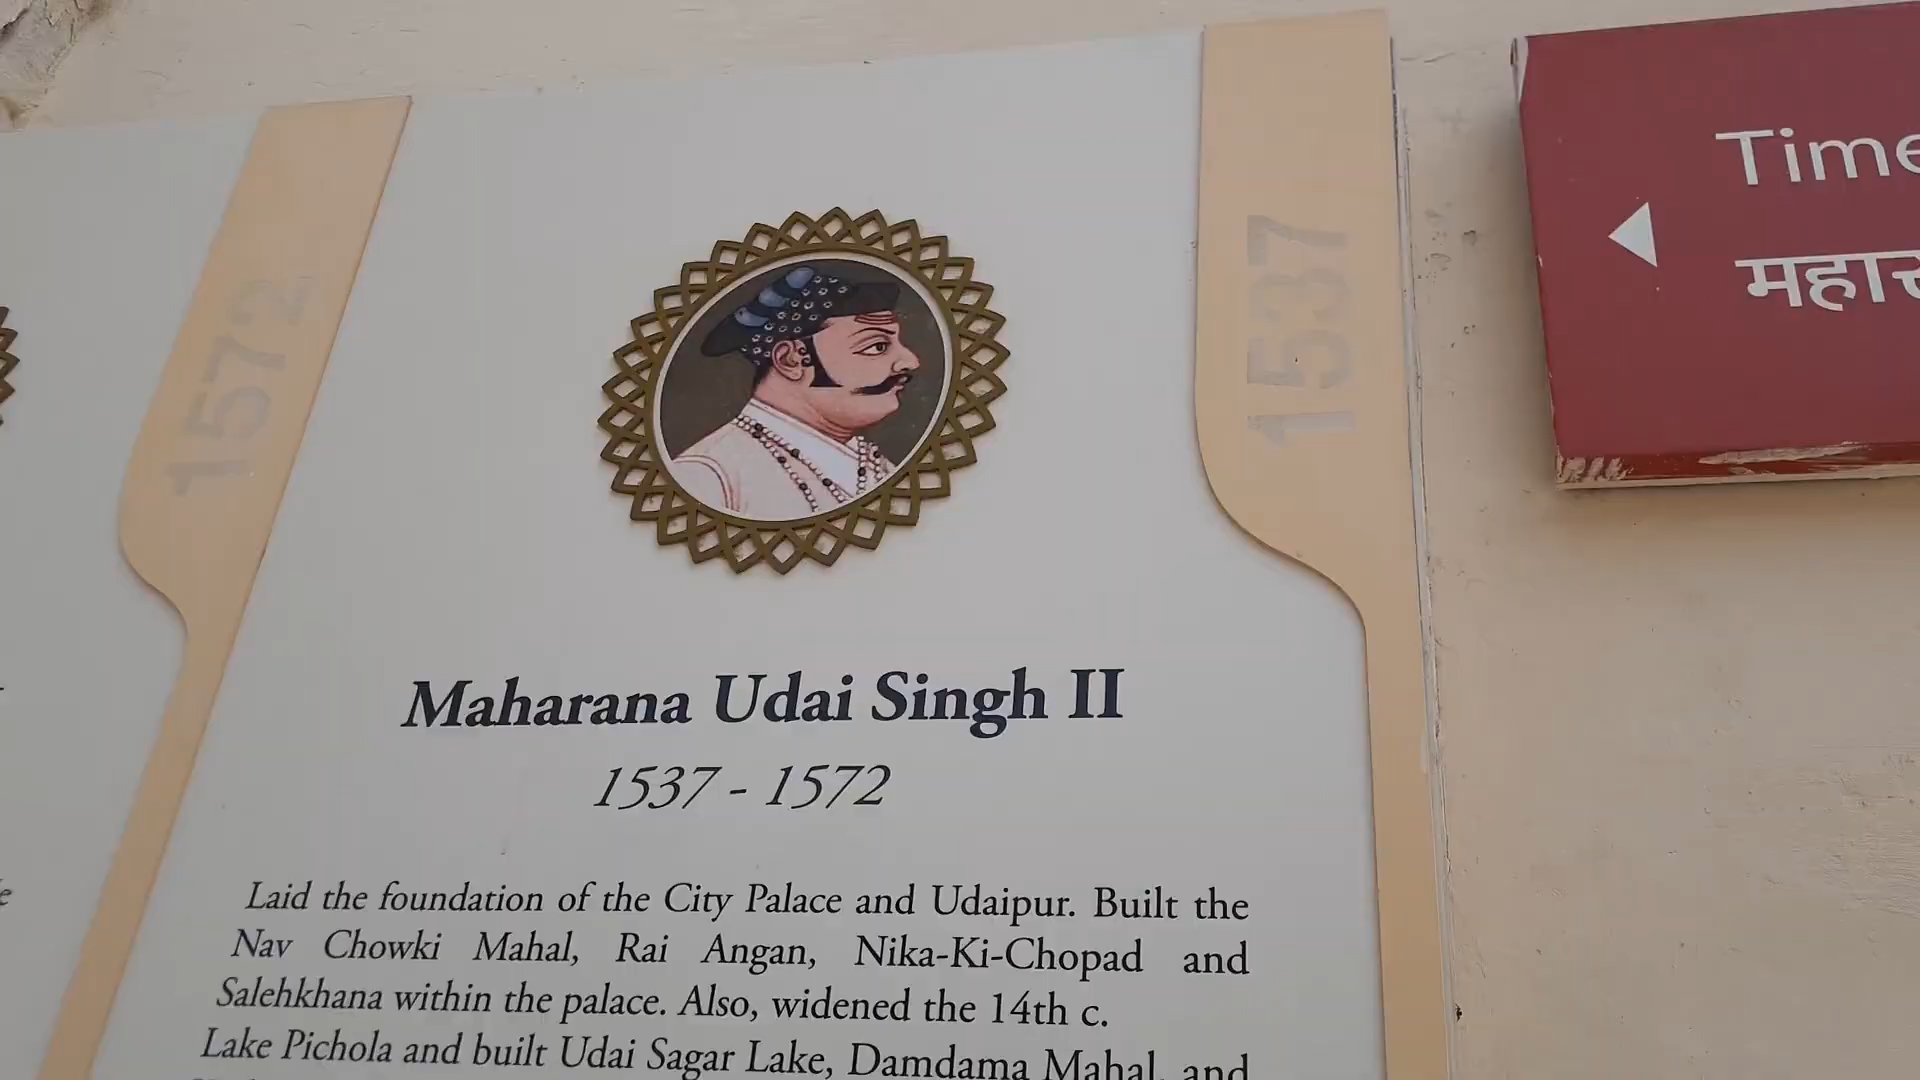 1572
1537
Maharana Udai Singh II
1537 - 1572
Laid the foundation of the City Palace and Udaipur. Built the
Nav Chowki Mahal, Rai Angan, Nika-Ki-Chopad and
Salehkhana within the palace. Also, widened the 14th c.
Lake Pichola and built Udai Sagar Lake, Damdama Mahal, and
Time